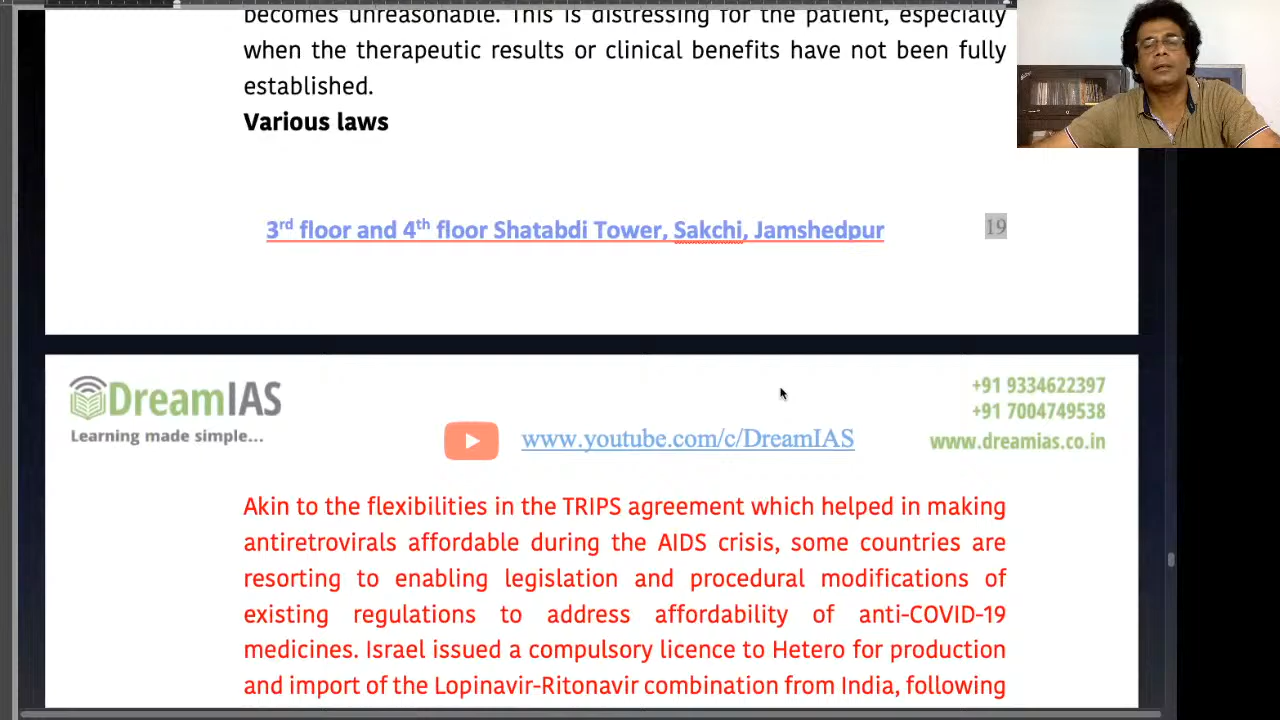 becomes unreasonable. This is distressing for the patient, especially
when the therapeutic results or clinical benefits have not been fully
established.
Various laws
3rd floor and 4th floor Shatabdi Tower, Sakchi, Jamshedpur
19
DreamIAS
Learning made simple...
www.youtube.com/c/DreamIAS
+91 9334622397
+91 7004749538
www.dreamias.co.in
Akin to the flexibilities in the TRIPS agreement which helped in making
antiretrovirals affordable during the AIDS crisis, some countries are
resorting to enabling legislation and procedural modifications of
existing regulations to address affordability of anti-COVID-19
medicines. Israel issued a compulsory licence to Hetero for production
and import of the Lopinavir-Ritonavir combination from India, following